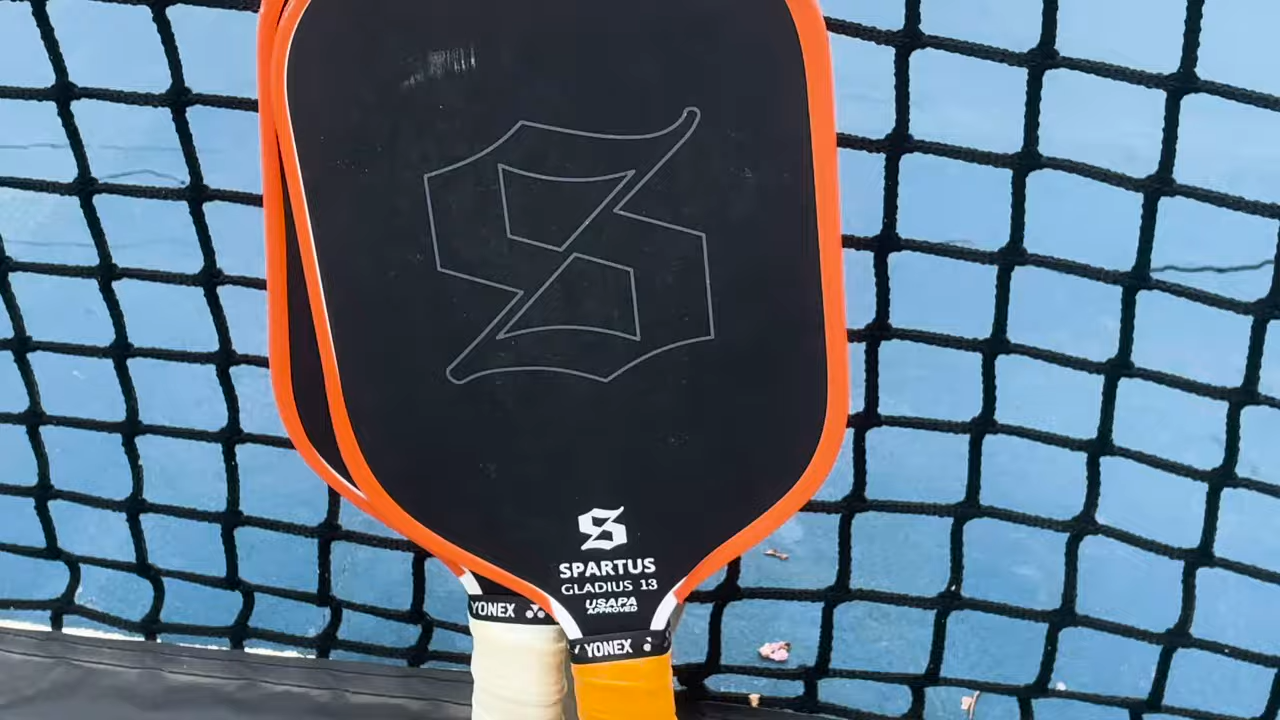 SPARTUS
GLADIUS 13
USAPA
APPROVED
YONEX
YONEX